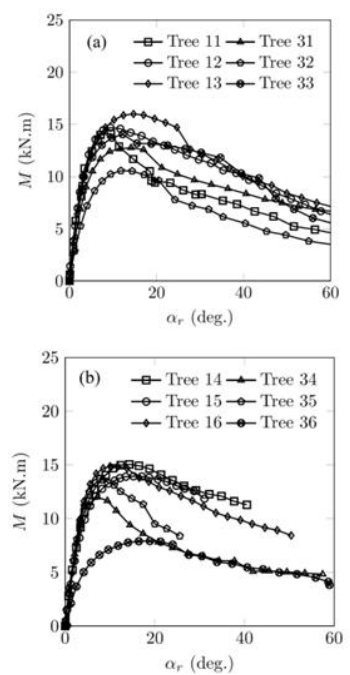 (a)
Tree 11 Tree 31
Tree 12 Tree 32
Tree 13 Tree 33
25
20
15
10
5
0
M (kN.m)
0 20 40 60
αr (deg.)
(b)
Tree 14 Tree 34
Tree 15 Tree 35
Tree 16 Tree 36
25
20
15
10
5
0
M (kN.m)
0 20 40 60
αr (deg.)